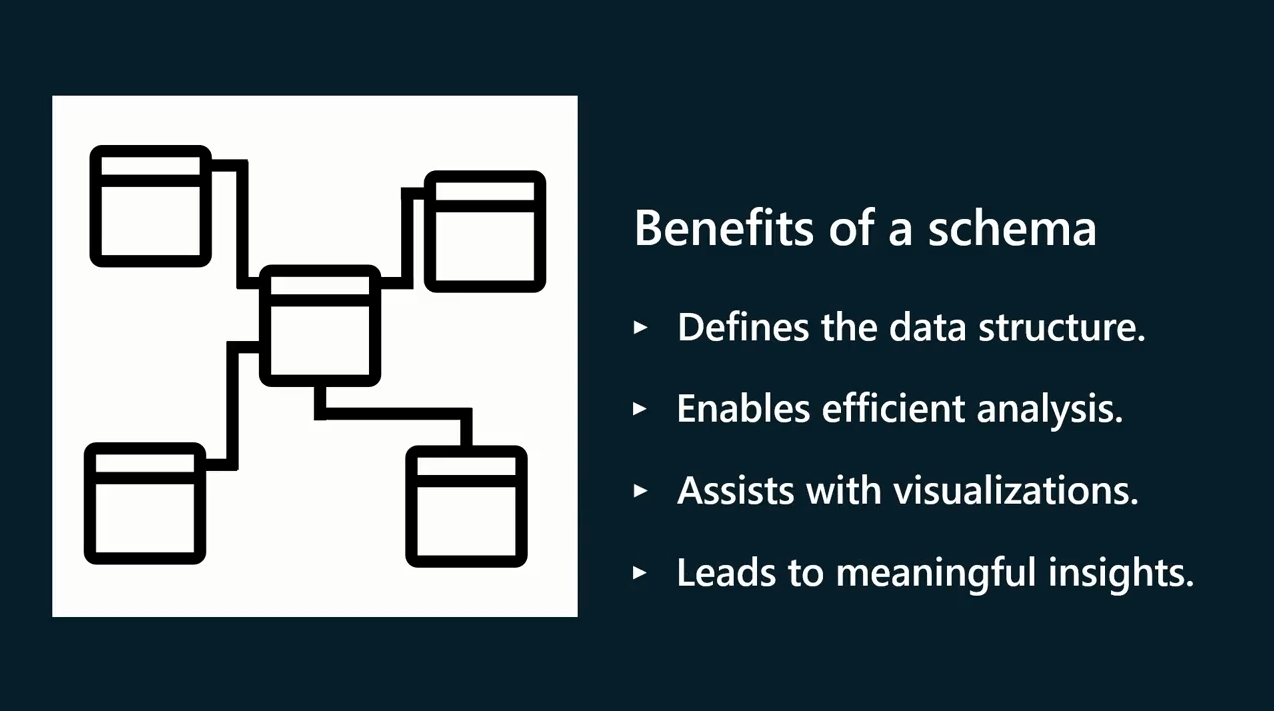 Benefits of a schema
▸ Defines the data structure.
▸ Enables efficient analysis.
▸ Assists with visualizations.
▸ Leads to meaningful insights.